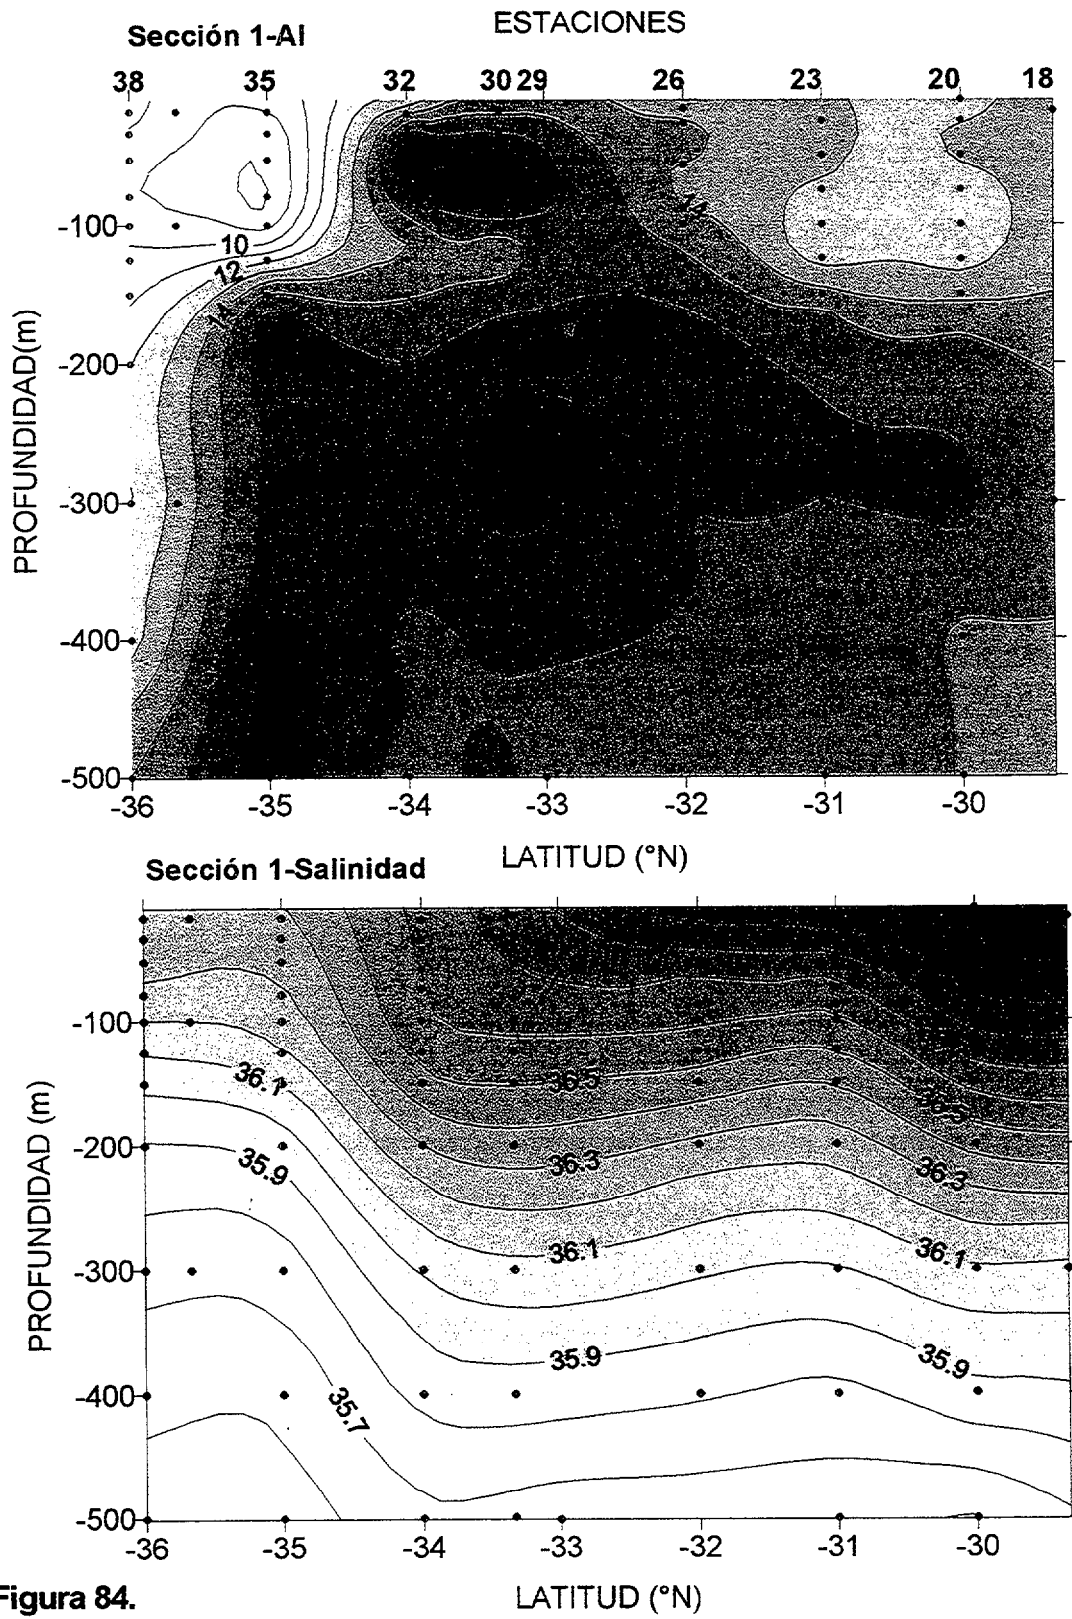 ESTACIONES
Sección 1-Al
38 35 32 30 29 26 23 20 18
PROFUNDIDAD(m)
-100
-200
-300
-400
-500
10
12
14
14
-36 -35 -34 -33 -32 -31 -30
LATITUD (°N)
Sección 1-Salinidad
PROFUNDIDAD (m)
-100
-200
-300
-400
-500
36.1
36.5
36.5
35.9
36.3
36.3
36.1
36.1
35.9
35.9
35.7
-36 -35 -34 -33 -32 -31 -30
LATITUD (°N)
Figura 84.